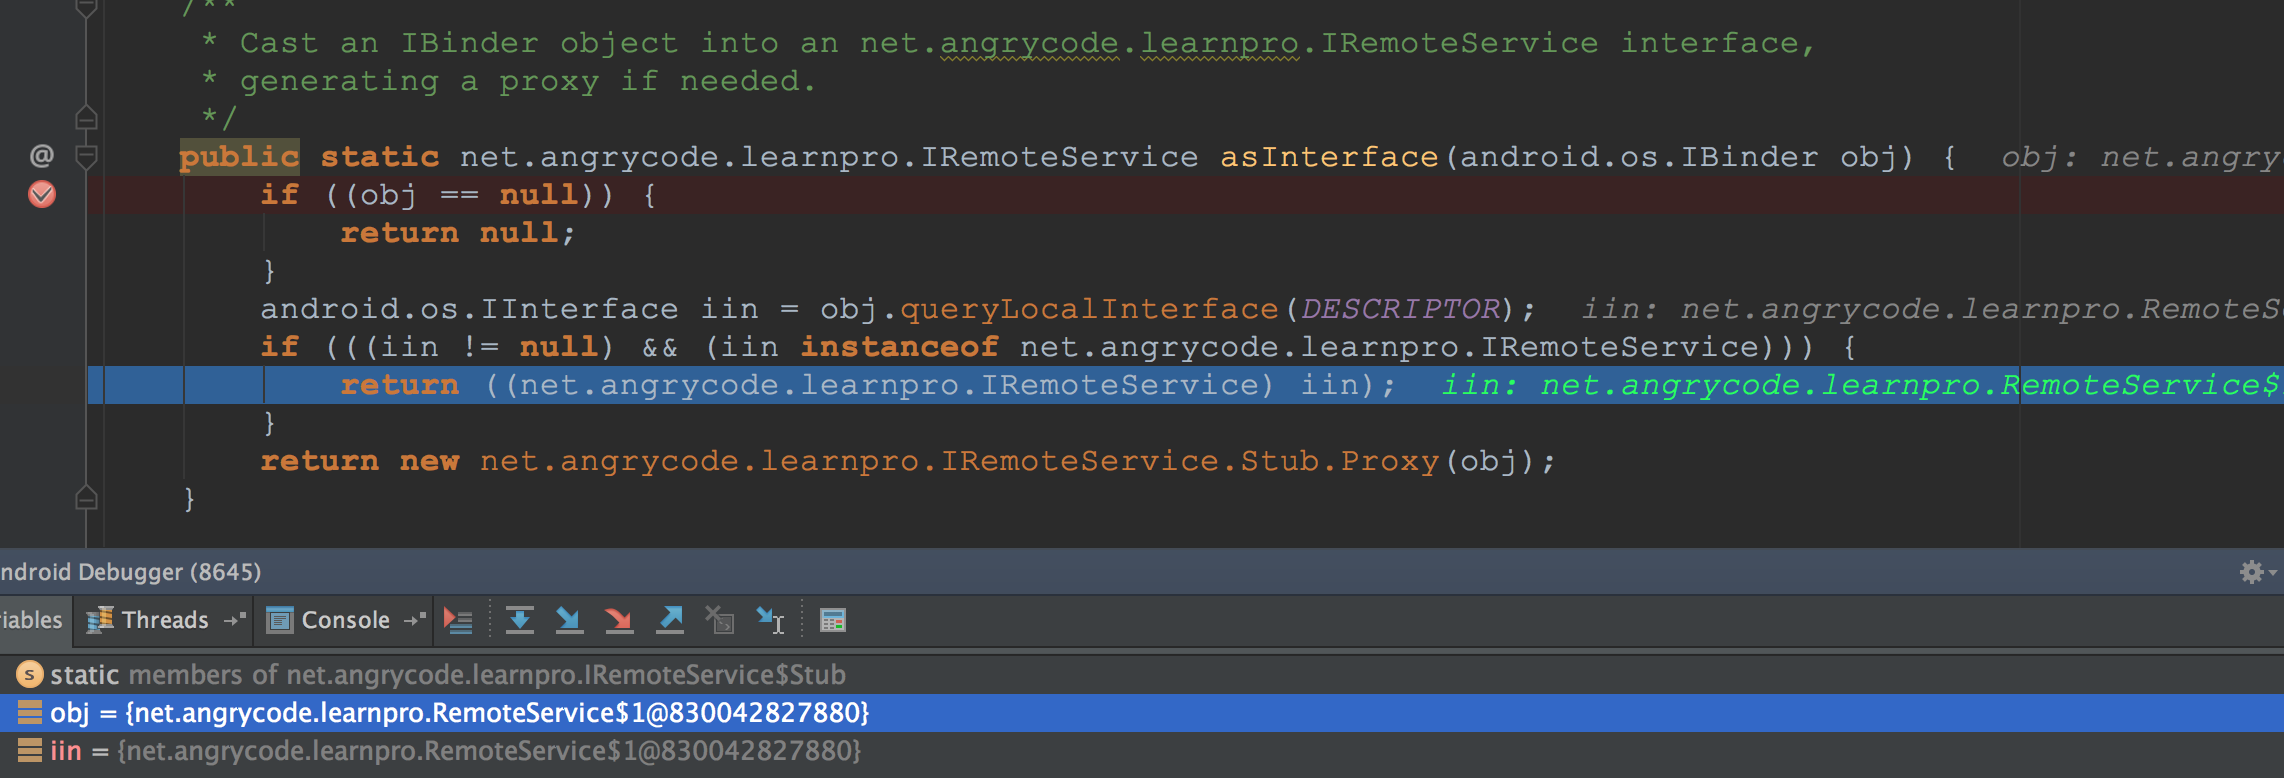 /**
* Cast an IBinder object into an net.angrycode.learnpro.IRemoteService interface,
* generating a proxy if needed.
*/
@
public static net.angrycode.learnpro.IRemoteService asInterface(android.os.IBinder obj) { obj: net.angry
if ((obj == null)) {
return null;
}
android.os.IInterface iin = obj.queryLocalInterface(DESCRIPTOR); iin: net.angrycode.learnpro.RemoteS
if (((iin != null) && (iin instanceof net.angrycode.learnpro.IRemoteService))) {
return ((net.angrycode.learnpro.IRemoteService) iin); iin: net.angrycode.learnpro.RemoteService$
}
return new net.angrycode.learnpro.IRemoteService.Stub.Proxy(obj);
}
ndroid Debugger (8645)
iables Threads Console
s static members of net.angrycode.learnpro.IRemoteService$Stub
obj = {net.angrycode.learnpro.RemoteService$1@830042827880}
iin = {net.angrycode.learnpro.RemoteService$1@830042827880}